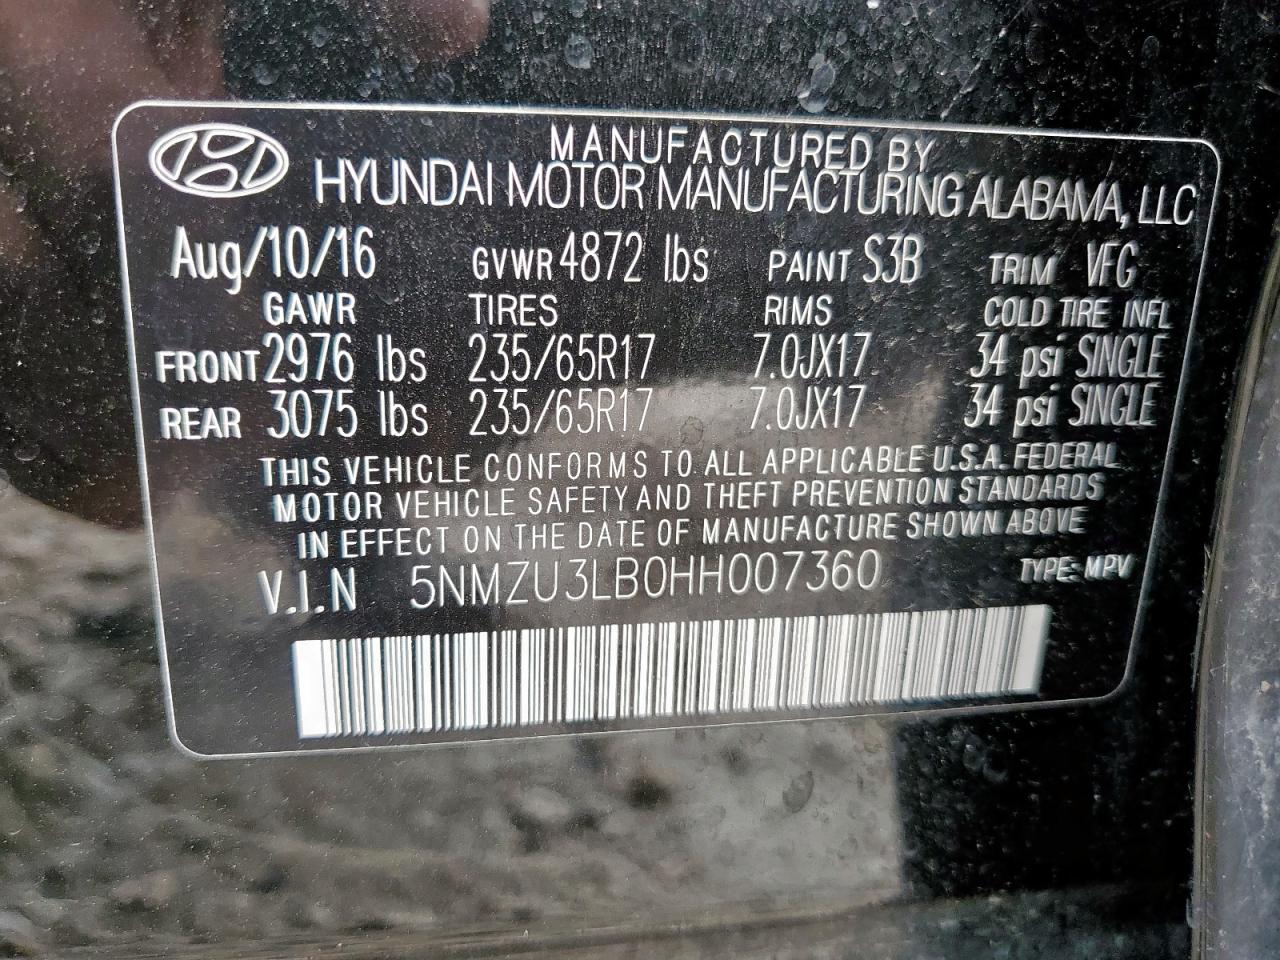 MANUFACTURED BY
HYUNDAI MOTOR MANUFACTURING ALABAMA, LLC
Aug/10/16 GVWR 4872 lbs PAINT S3B TRIM VFG
GAWR TIRES RIMS COLD TIRE INFL
FRONT 2976 lbs 235/65R17 7.0JX17 34 psi SINGLE
REAR 3075 lbs 235/65R17 7.0JX17 34 psi SINGLE
THIS VEHICLE CONFORMS TO ALL APPLICABLE U.S.A. FEDERAL
MOTOR VEHICLE SAFETY AND THEFT PREVENTION STANDARDS
IN EFFECT ON THE DATE OF MANUFACTURE SHOWN ABOVE
V.I.N 5NMZU3LB0HH007360 TYPE: MPV